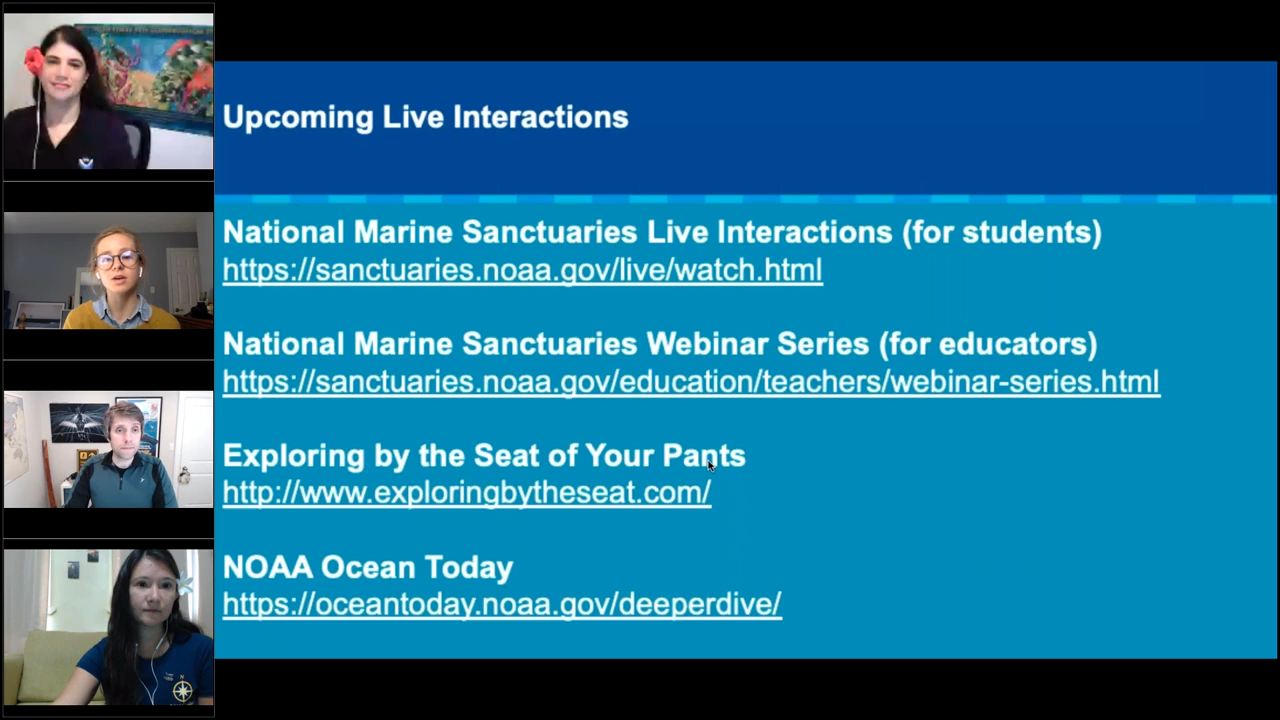 Upcoming Live Interactions
National Marine Sanctuaries Live Interactions (for students)
https://sanctuaries.noaa.gov/live/watch.html
National Marine Sanctuaries Webinar Series (for educators)
https://sanctuaries.noaa.gov/education/teachers/webinar-series.html
Exploring by the Seat of Your Pants
http://www.exploringbytheseat.com/
NOAA Ocean Today
https://oceantoday.noaa.gov/deeperdive/